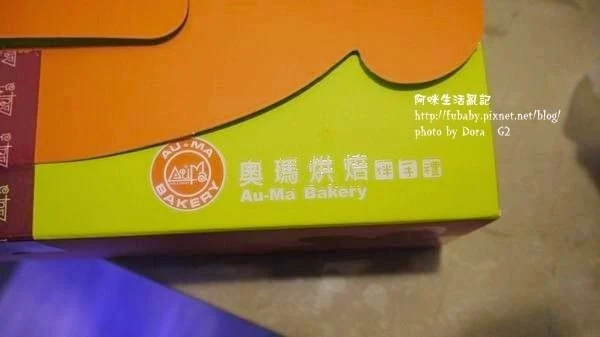 阿咪生活亂記
http://fubaby.pixnet.net/blog/
photo by Dora G2
AU-MA
BAKERY
奧瑪烘焙
Au-Ma Bakery